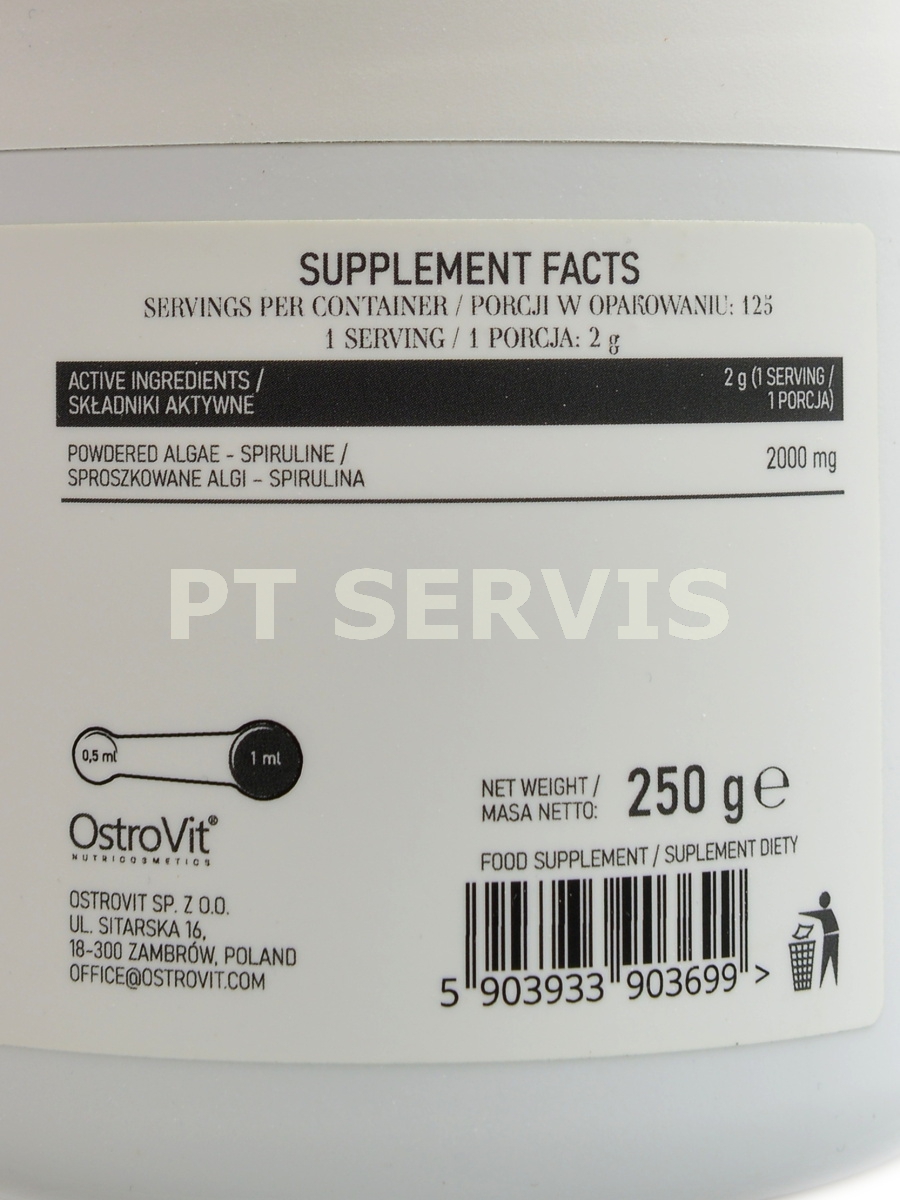 SUPPLEMENT FACTS
SERVINGS PER CONTAINER / PORCJI W OPAKOWANIU: 125
1 SERVING / 1 PORCJA: 2 g
ACTIVE INGREDIENTS /
SKŁADNIKI AKTYWNE
2 g (1 SERVING /
1 PORCJA)
POWDERED ALGAE - SPIRULINE /
SPROSZKOWANE ALGI – SPIRULINA
2000 mg
PT SERVIS
0,5 ml
1 ml
OstroVit®
NUTRICOSMETICS
OSTROVIT SP. Z O.O.
UL. SITARSKA 16,
18-300 ZAMBRÓW, POLAND
OFFICE@OSTROVIT.COM
NET WEIGHT /
MASA NETTO:
250 g ℮
FOOD SUPPLEMENT / SUPLEMENT DIETY
5 903933 903699 >